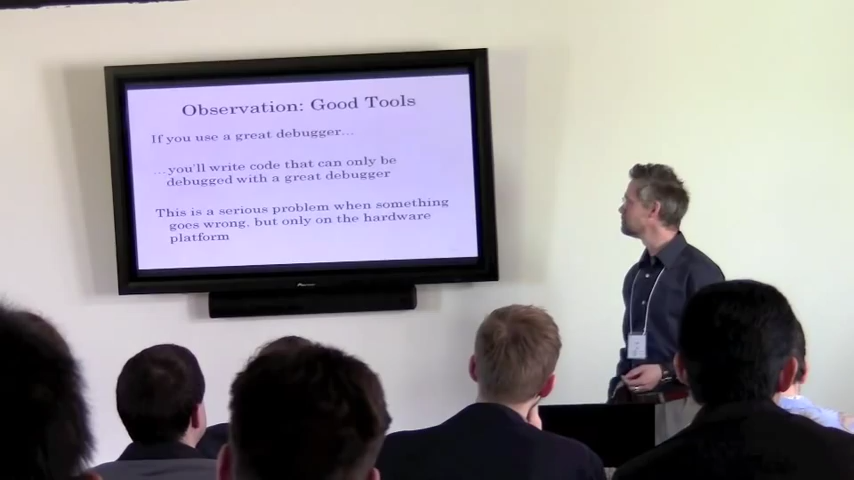 Observation: Good Tools
If you use a great debugger...
...you'll write code that can only be
debugged with a great debugger
This is a serious problem when something
goes wrong, but only on the hardware
platform